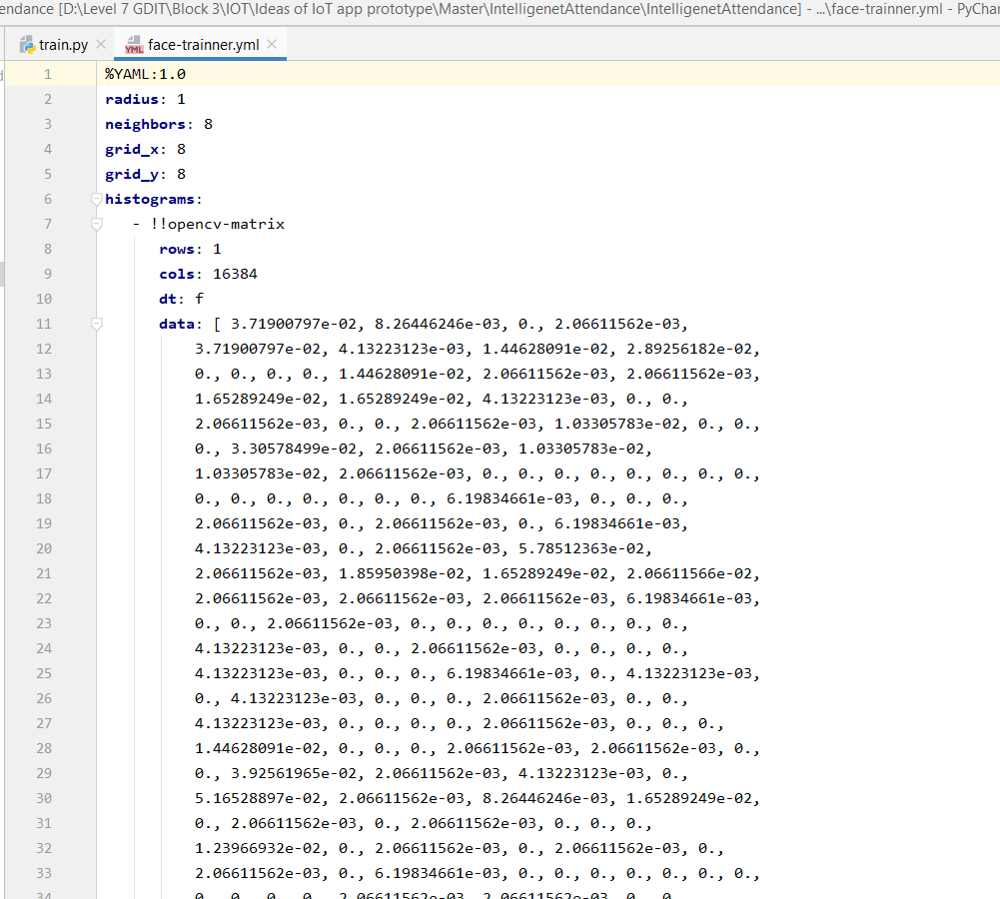 endance [D:\Level 7 GDIT\Block 3\IOT\Ideas of IoT app prototype\Master\IntelligenetAttendance\IntelligenetAttendance] - ...\face-trainner.yml - PyChar
train.py
face-trainner.yml
1 %YAML:1.0
2 radius: 1
3 neighbors: 8
4 grid_x: 8
5 grid_y: 8
6 histograms:
7 - !!opencv-matrix
8 rows: 1
9 cols: 16384
10 dt: f
11 data: [ 3.71900797e-02, 8.26446246e-03, 0., 2.06611562e-03,
12 3.71900797e-02, 4.13223123e-03, 1.44628091e-02, 2.89256182e-02,
13 0., 0., 0., 0., 1.44628091e-02, 2.06611562e-03, 2.06611562e-03,
14 1.65289249e-02, 1.65289249e-02, 4.13223123e-03, 0., 0.,
15 2.06611562e-03, 0., 0., 2.06611562e-03, 1.03305783e-02, 0., 0.,
16 0., 3.30578499e-02, 2.06611562e-03, 1.03305783e-02,
17 1.03305783e-02, 2.06611562e-03, 0., 0., 0., 0., 0., 0., 0., 0.,
18 0., 0., 0., 0., 0., 0., 0., 6.19834661e-03, 0., 0., 0.,
19 2.06611562e-03, 0., 2.06611562e-03, 0., 6.19834661e-03,
20 4.13223123e-03, 0., 2.06611562e-03, 5.78512363e-02,
21 2.06611562e-03, 1.85950398e-02, 1.65289249e-02, 2.06611566e-02,
22 2.06611562e-03, 2.06611562e-03, 2.06611562e-03, 6.19834661e-03,
23 0., 0., 2.06611562e-03, 0., 0., 0., 0., 0., 0., 0., 0.,
24 4.13223123e-03, 0., 0., 2.06611562e-03, 0., 0., 0., 0., 0.,
25 4.13223123e-03, 0., 0., 0., 6.19834661e-03, 0., 4.13223123e-03,
26 0., 4.13223123e-03, 0., 0., 0., 2.06611562e-03, 0., 0.,
27 4.13223123e-03, 0., 0., 0., 0., 2.06611562e-03, 0., 0., 0.,
28 1.44628091e-02, 0., 0., 0., 2.06611562e-03, 2.06611562e-03, 0.,
29 0., 3.92561965e-02, 2.06611562e-03, 4.13223123e-03, 0.,
30 5.16528897e-02, 2.06611562e-03, 8.26446246e-03, 1.65289249e-02,
31 0., 2.06611562e-03, 0., 2.06611562e-03, 0., 0., 0.,
32 1.23966932e-02, 0., 2.06611562e-03, 0., 2.06611562e-03, 0.,
33 2.06611562e-03, 0., 6.19834661e-03, 0., 0., 0., 0., 0., 0., 0.,
34 0., 0., 0., 0., 2.06611562e-03, 2.06611562e-03, 0., 0.,